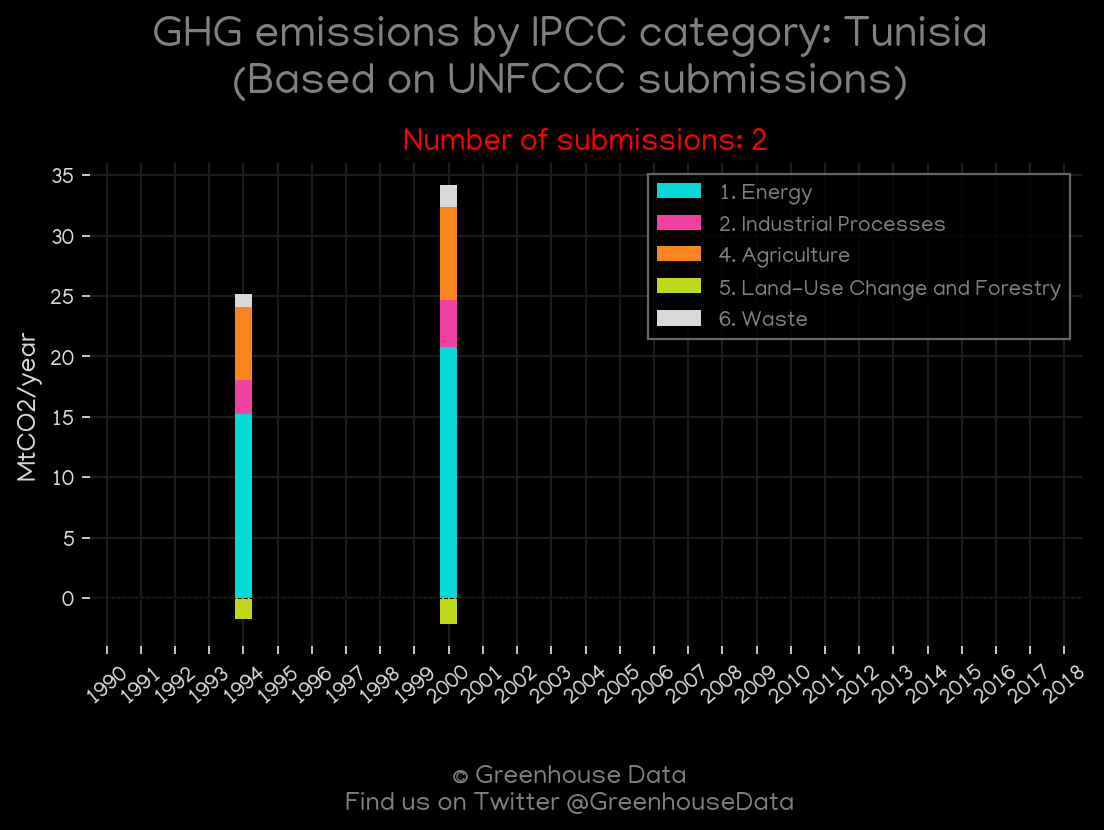 GHG emissions by IPCC category: Tunisia
(Based on UNFCCC submissions)
Number of submissions: 2
35
30
25
20
15
10
5
0
MtCO2/year
1. Energy
2. Industrial Processes
4. Agriculture
5. Land-Use Change and Forestry
6. Waste
1990 1991 1992 1993 1994 1995 1996 1997 1998 1999 2000 2001 2002 2003 2004 2005 2006 2007 2008 2009 2010 2011 2012 2013 2014 2015 2016 2017 2018
© Greenhouse Data
Find us on Twitter @GreenhouseData